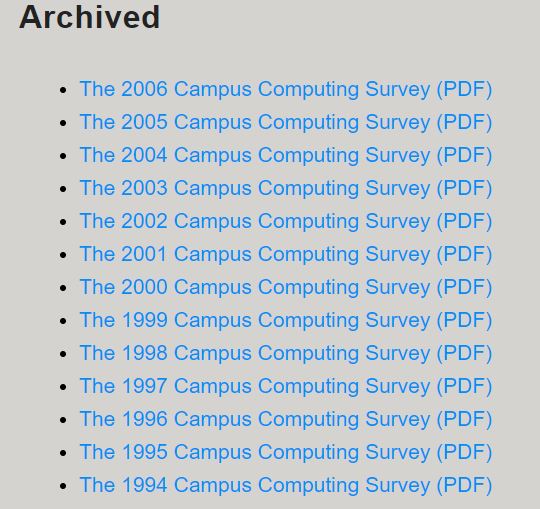 Archived
The 2006 Campus Computing Survey (PDF)
The 2005 Campus Computing Survey (PDF)
The 2004 Campus Computing Survey (PDF)
The 2003 Campus Computing Survey (PDF)
The 2002 Campus Computing Survey (PDF)
The 2001 Campus Computing Survey (PDF)
The 2000 Campus Computing Survey (PDF)
The 1999 Campus Computing Survey (PDF)
The 1998 Campus Computing Survey (PDF)
The 1997 Campus Computing Survey (PDF)
The 1996 Campus Computing Survey (PDF)
The 1995 Campus Computing Survey (PDF)
The 1994 Campus Computing Survey (PDF)